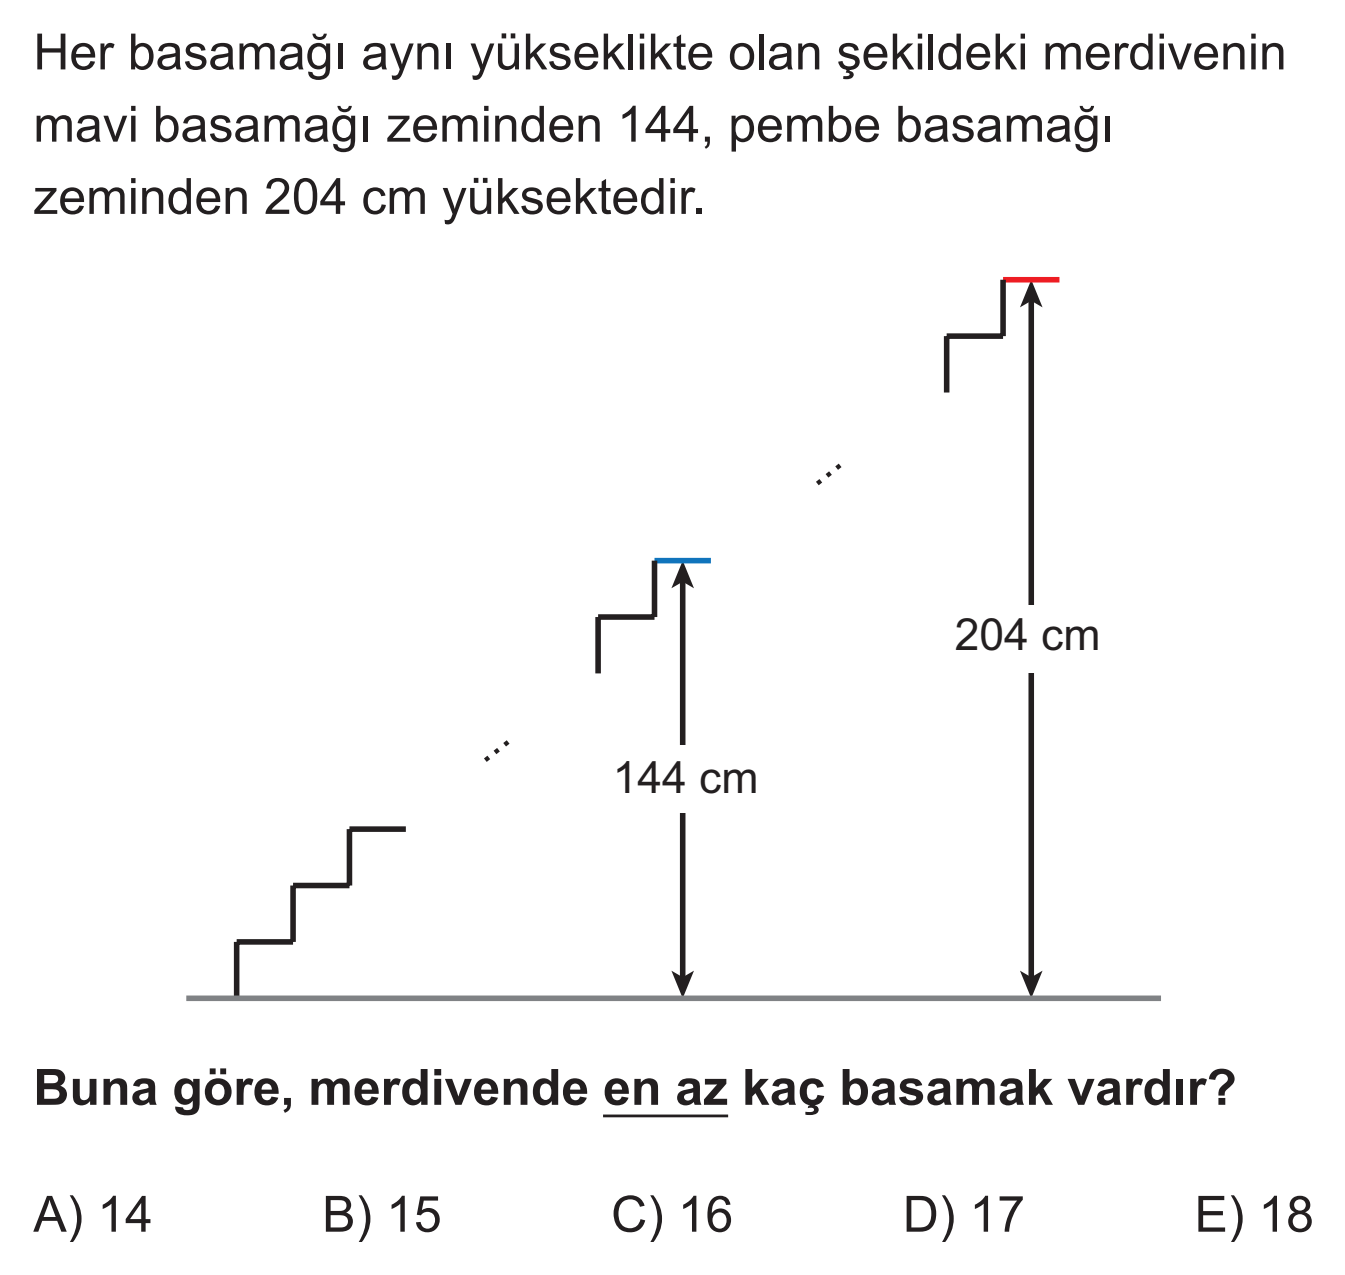 Her basamağı aynı yükseklikte olan şekildeki merdivenin
mavi basamağı zeminden 144, pembe basamağı
zeminden 204 cm yüksektedir.
204 cm
144 cm
Buna göre, merdivende en az kaç basamak vardır?
A) 14 B) 15 C) 16 D) 17 E) 18